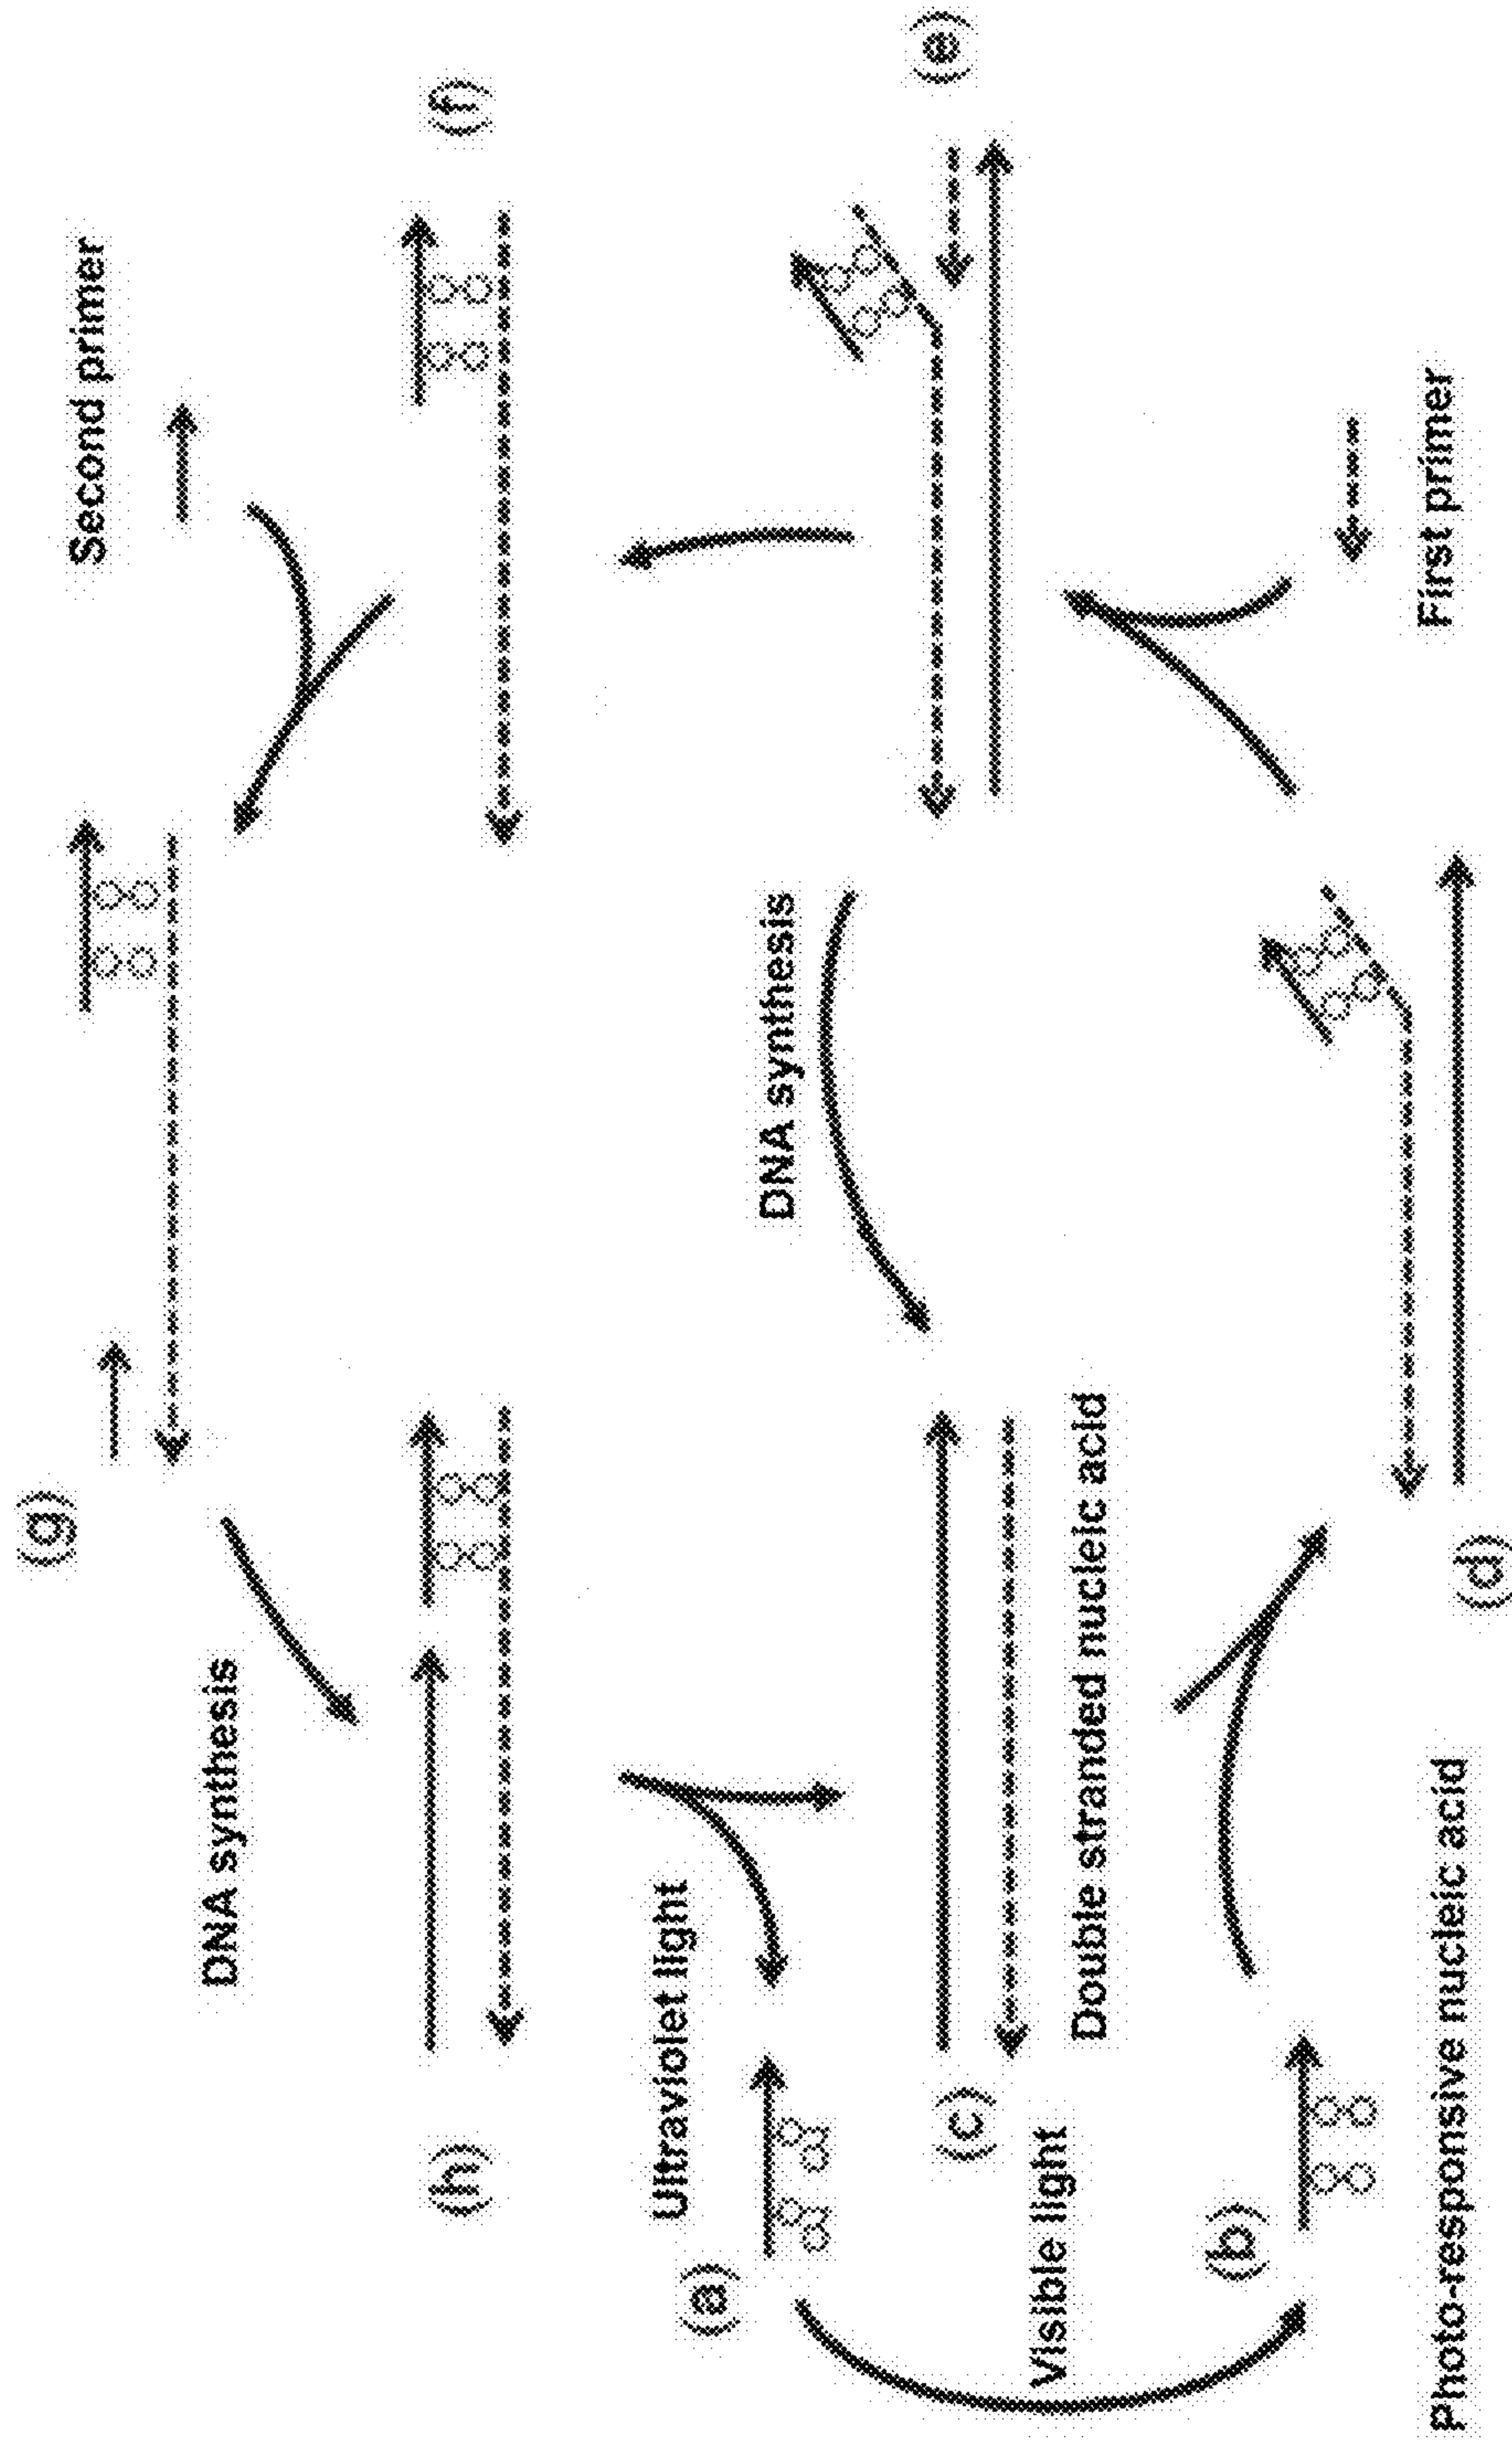 (g)
Second primer
DNA synthesis
(h)
(f)
Ultraviolet light
(a)
DNA synthesis
(c)
(e)
Visible light
Double stranded nucleic acid
(b)
Photo-responsive nucleic acid
(d)
First primer